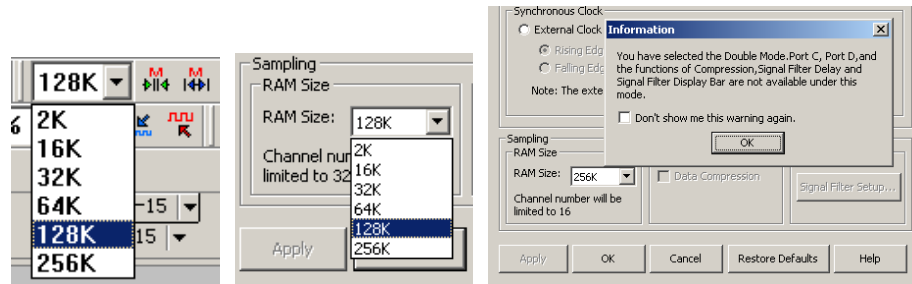 128K
2K
16K
32K
64K
128K
256K
-15
15
Sampling
RAM Size
RAM Size: 128K
Channel num
limited to 32
2K
16K
32K
64K
128K
256K
Apply
Synchronous Clock
External Clock
Rising Edg
Falling Edg
Note: The exte
Information
You have selected the Double Mode.Port C, Port D,and
the functions of Compression,Signal Filter Delay and
Signal Filter Display Bar are not available under this
mode.
Don't show me this warning again.
OK
Sampling
RAM Size
RAM Size: 256K
Channel number will be
limited to 16
Data Compression
Signal Filter Setup...
Apply OK Cancel Restore Defaults Help